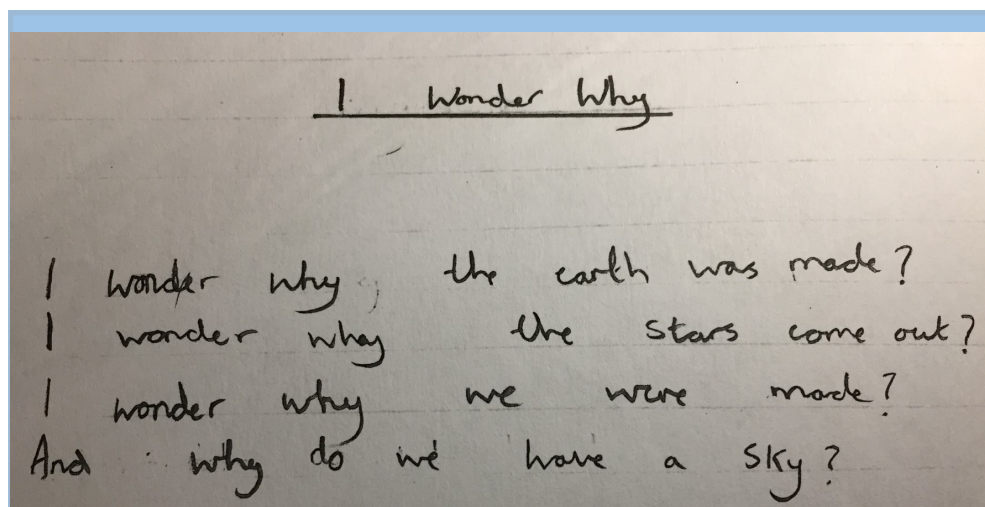 I Wonder Why
I wonder why, the earth was made?
I wonder why the stars come out?
I wonder why we were made?
And why do we have a sky?